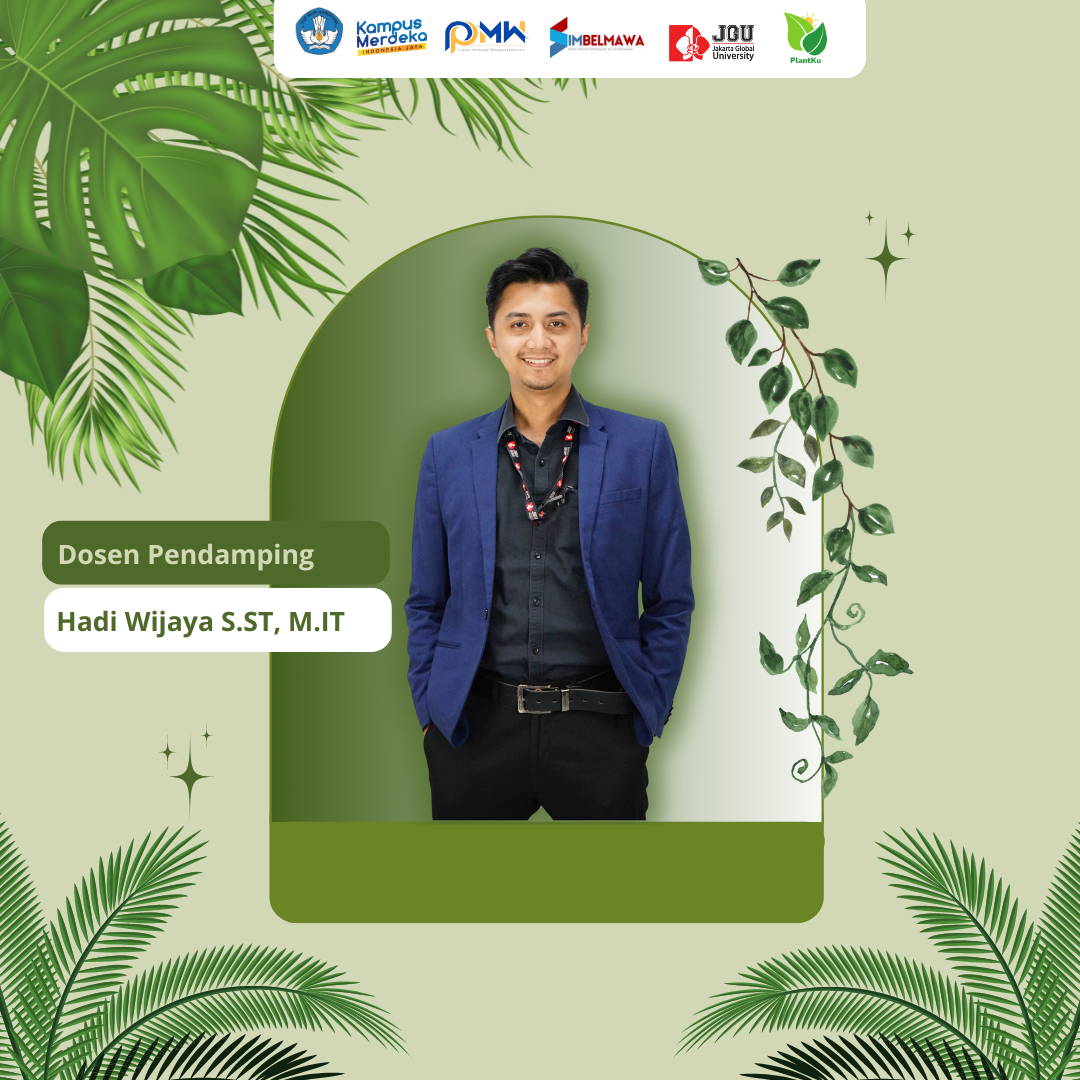 Kampus
Merdeka
INDONESIA JAYA
PMW
SIMBELMAWA
JGU
Jakarta Global
University
PlantKu
Dosen Pendamping
Hadi Wijaya S.ST, M.IT